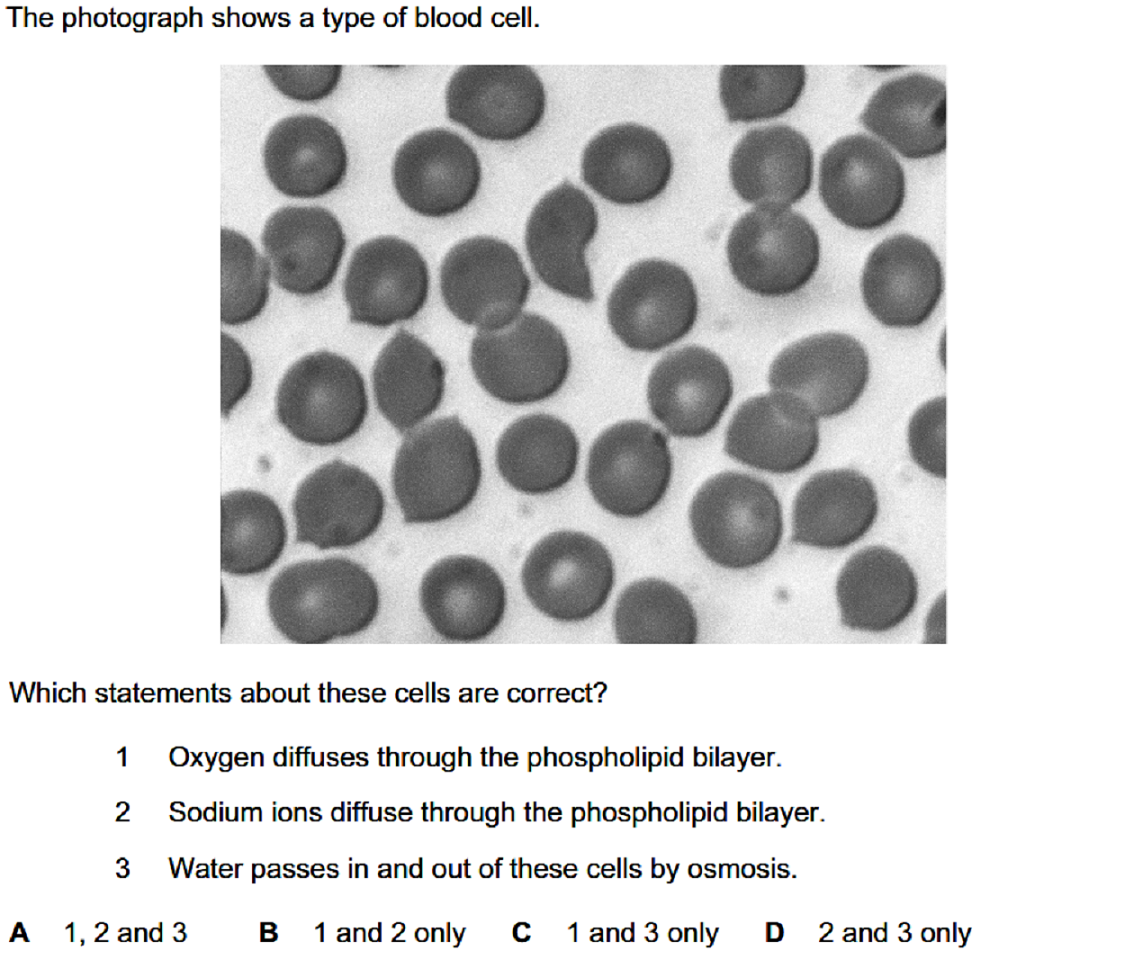 The photograph shows a type of blood cell.
Which statements about these cells are correct?
1 Oxygen diffuses through the phospholipid bilayer.
2 Sodium ions diffuse through the phospholipid bilayer.
3 Water passes in and out of these cells by osmosis.
A 1, 2 and 3 B 1 and 2 only C 1 and 3 only D 2 and 3 only